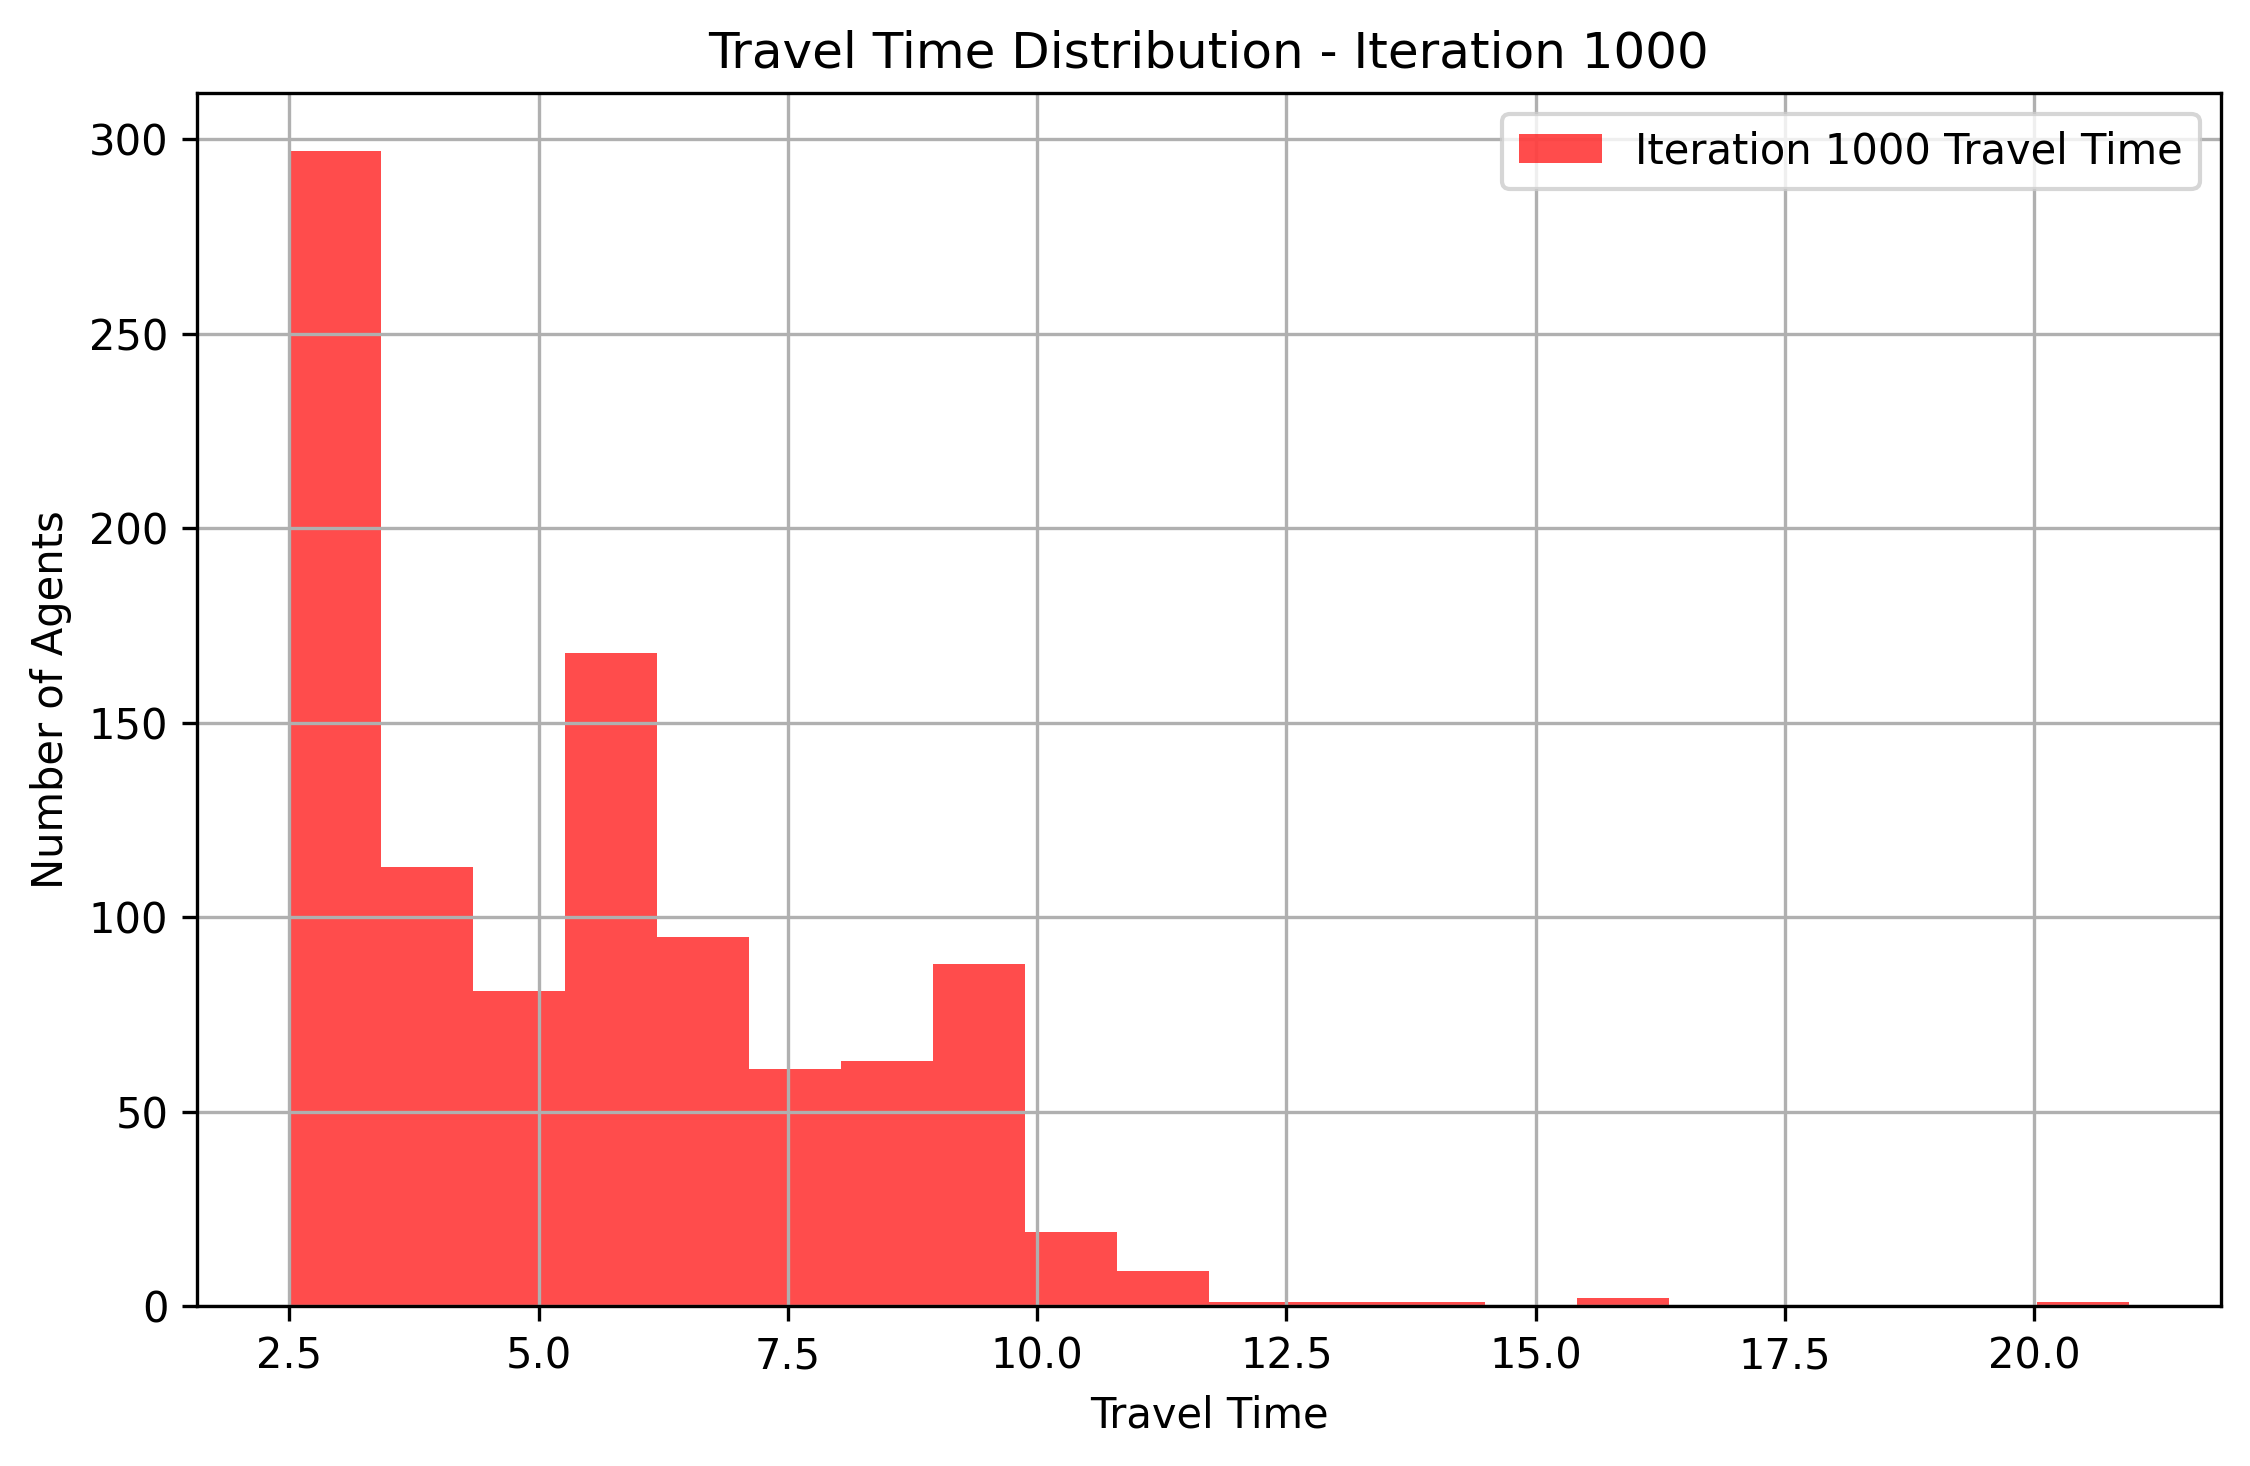 Travel Time Distribution - Iteration 1000
Iteration 1000 Travel Time
300
250
200
150
100
50
0
Number of Agents
2.5 5.0 7.5 10.0 12.5 15.0 17.5 20.0
Travel Time